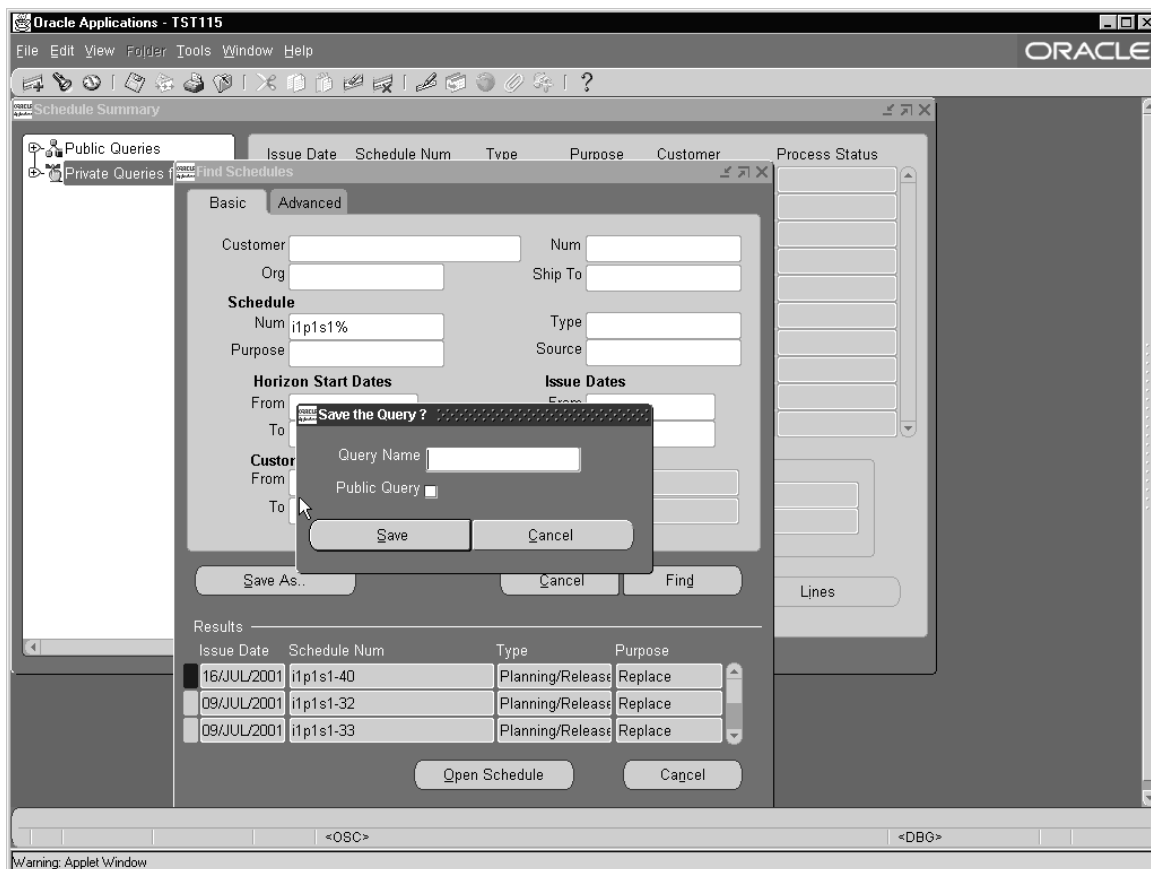 Oracle Applications - TST115
File Edit View Folder Tools Window Help
ORACLE
Schedule Summary
Public Queries
Private Queries f
Issue Date Schedule Num Type Purpose Customer Process Status
Find Schedules
Basic Advanced
Customer Num
Org Ship To
Schedule
Num i1p1s1% Type
Purpose Source
Horizon Start Dates Issue Dates
From From
To
Save the Query ?
Query Name
Public Query
Save Cancel
Custor
From
To
Save As.. Cancel Find
Lines
Results
Issue Date Schedule Num Type Purpose
16/JUL/2001 i1p1s1-40 Planning/Release Replace
09/JUL/2001 i1p1s1-32 Planning/Release Replace
09/JUL/2001 i1p1s1-33 Planning/Release Replace
Open Schedule Cancel
<OSC> <DBG>
Warning: Applet Window